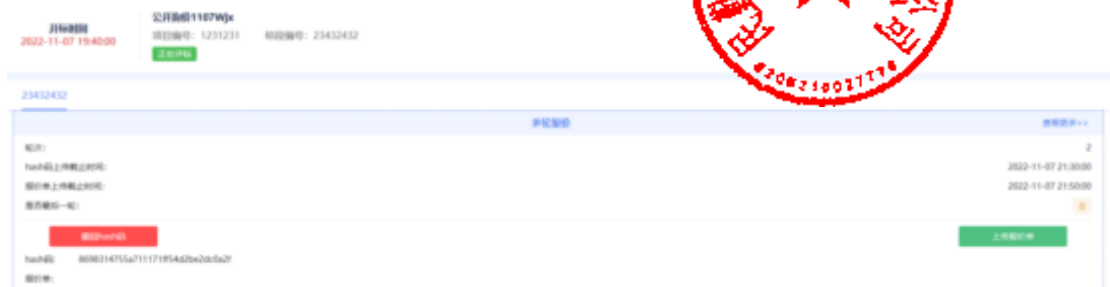 开标时间
2022-11-07 19:40:00
公开询价1107Wjx
项目编号: 1231231 标段编号: 23432432
正在评标
23432432
多轮报价 查看更多>>
轮次: 2
hash码上传截止时间: 2022-11-07 21:30:00
报价单上传截止时间: 2022-11-07 21:50:00
是否最后一轮:
撤回hash码 上传报价单
hash码:
报价单: